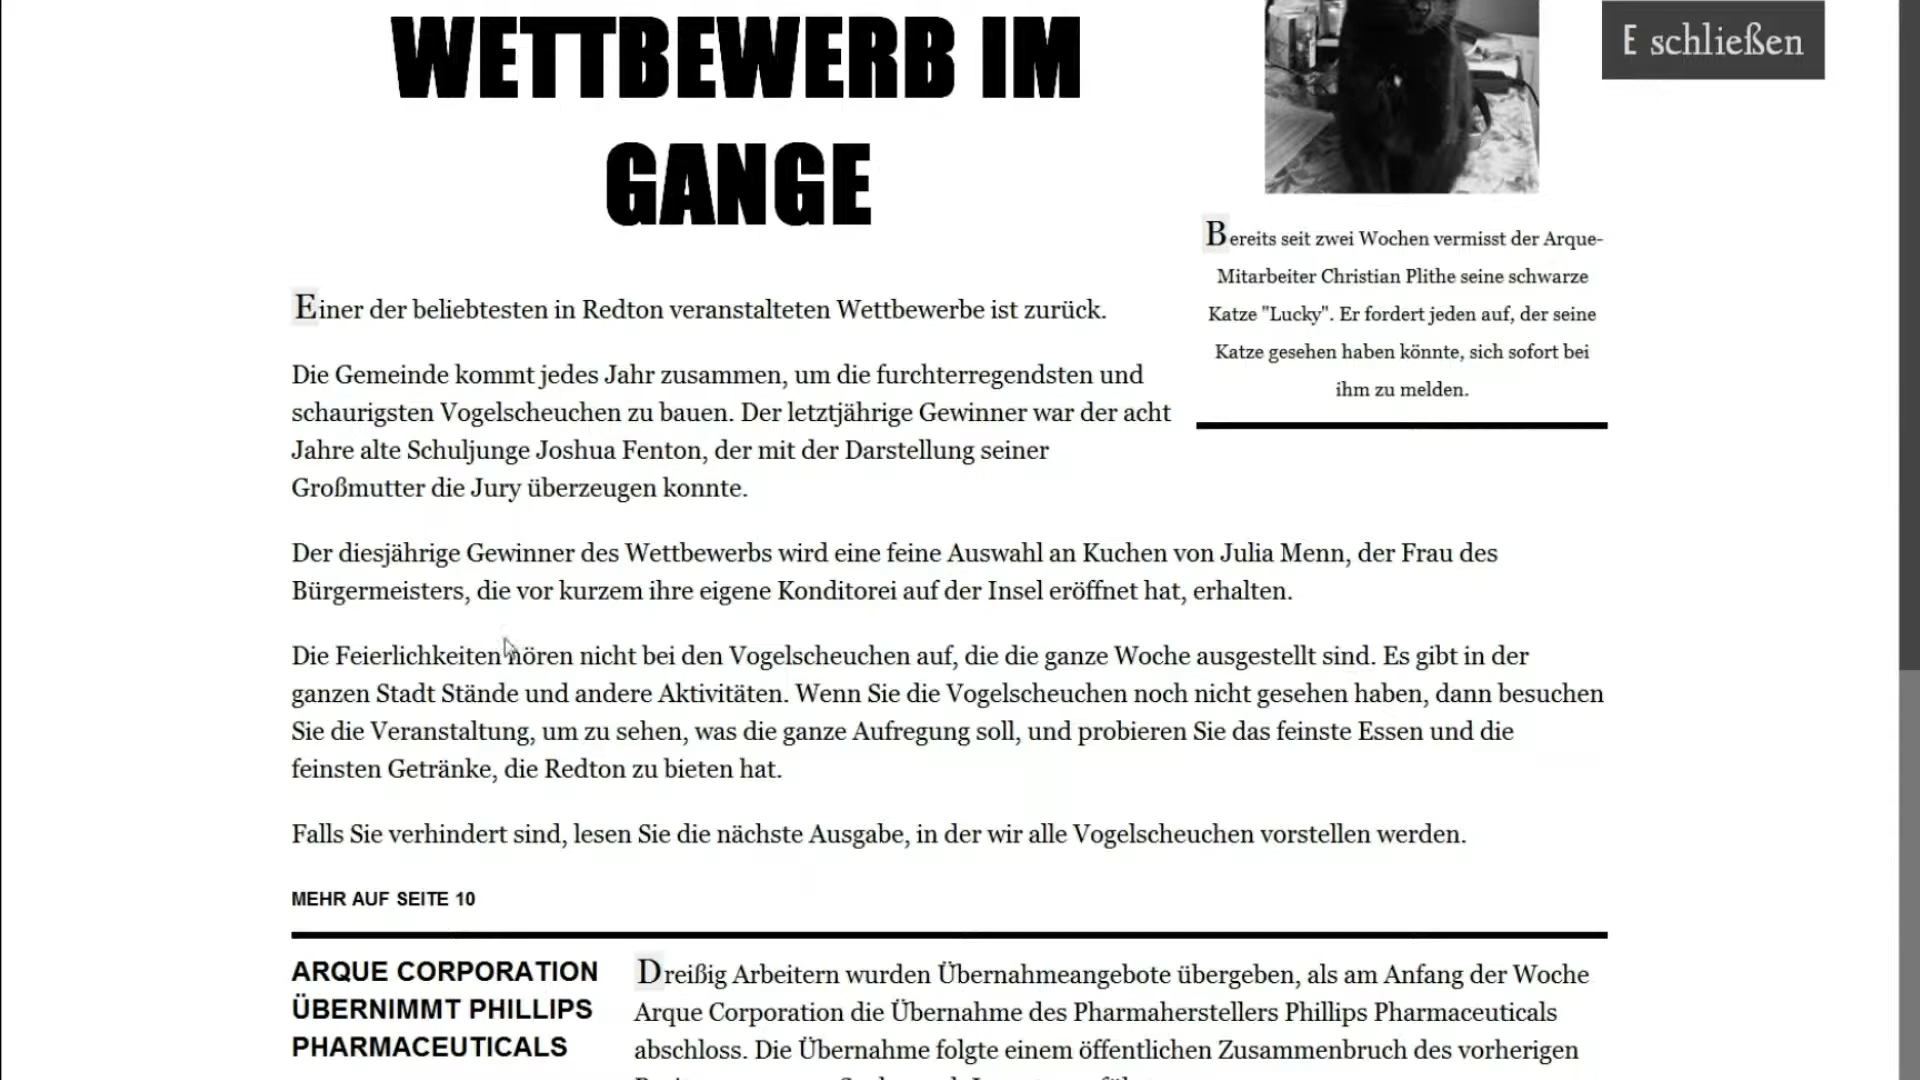 WETTBEWERB IM
GANGE
E schließen
Bereits seit zwei Wochen vermisst der Arque-
Mitarbeiter Christian Plithe seine schwarze
Katze "Lucky". Er fordert jeden auf, der seine
Katze gesehen haben könnte, sich sofort bei
ihm zu melden.
Einer der beliebtesten in Redton veranstalteten Wettbewerbe ist zurück.
Die Gemeinde kommt jedes Jahr zusammen, um die furchterregendsten und
schaurigsten Vogelscheuchen zu bauen. Der letztjährige Gewinner war der acht
Jahre alte Schuljunge Joshua Fenton, der mit der Darstellung seiner
Großmutter die Jury überzeugen konnte.
Der diesjährige Gewinner des Wettbewerbs wird eine feine Auswahl an Kuchen von Julia Menn, der Frau des
Bürgermeisters, die vor kurzem ihre eigene Konditorei auf der Insel eröffnet hat, erhalten.
Die Feierlichkeiten hören nicht bei den Vogelscheuchen auf, die die ganze Woche ausgestellt sind. Es gibt in der
ganzen Stadt Stände und andere Aktivitäten. Wenn Sie die Vogelscheuchen noch nicht gesehen haben, dann besuchen
Sie die Veranstaltung, um zu sehen, was die ganze Aufregung soll, und probieren Sie das feinste Essen und die
feinsten Getränke, die Redton zu bieten hat.
Falls Sie verhindert sind, lesen Sie die nächste Ausgabe, in der wir alle Vogelscheuchen vorstellen werden.
MEHR AUF SEITE 10
ARQUE CORPORATION
ÜBERNIMMT PHILLIPS
PHARMACEUTICALS
Dreißig Arbeitern wurden Übernahmeangebote übergeben, als am Anfang der Woche
Arque Corporation die Übernahme des Pharmaherstellers Phillips Pharmaceuticals
abschloss. Die Übernahme folgte einem öffentlichen Zusammenbruch des vorherigen